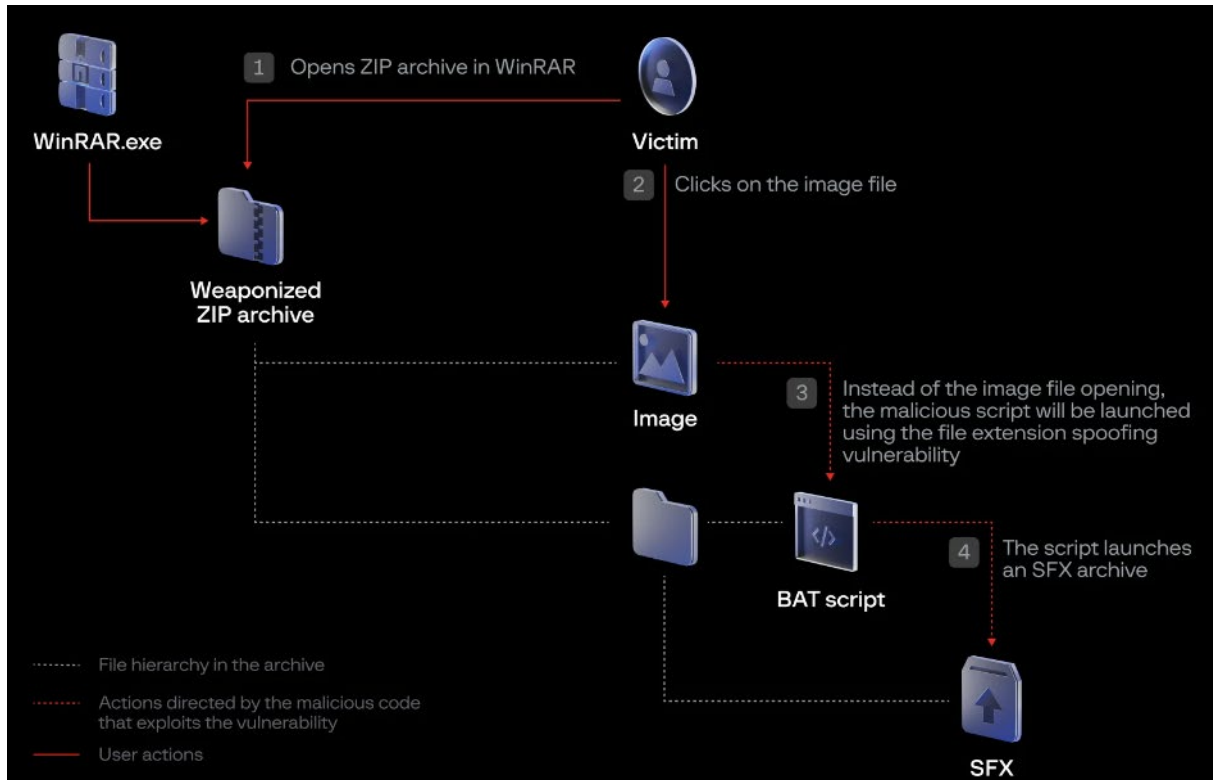 1
Opens ZIP archive in WinRAR
WinRAR.exe
Victim
2
Clicks on the image file
Weaponized
ZIP archive
Image
3
Instead of the image file opening,
the malicious script will be launched
using the file extension spoofing
vulnerability
</>
BAT script
4
The script launches
an SFX archive
File hierarchy in the archive
Actions directed by the malicious code
that exploits the vulnerability
User actions
SFX